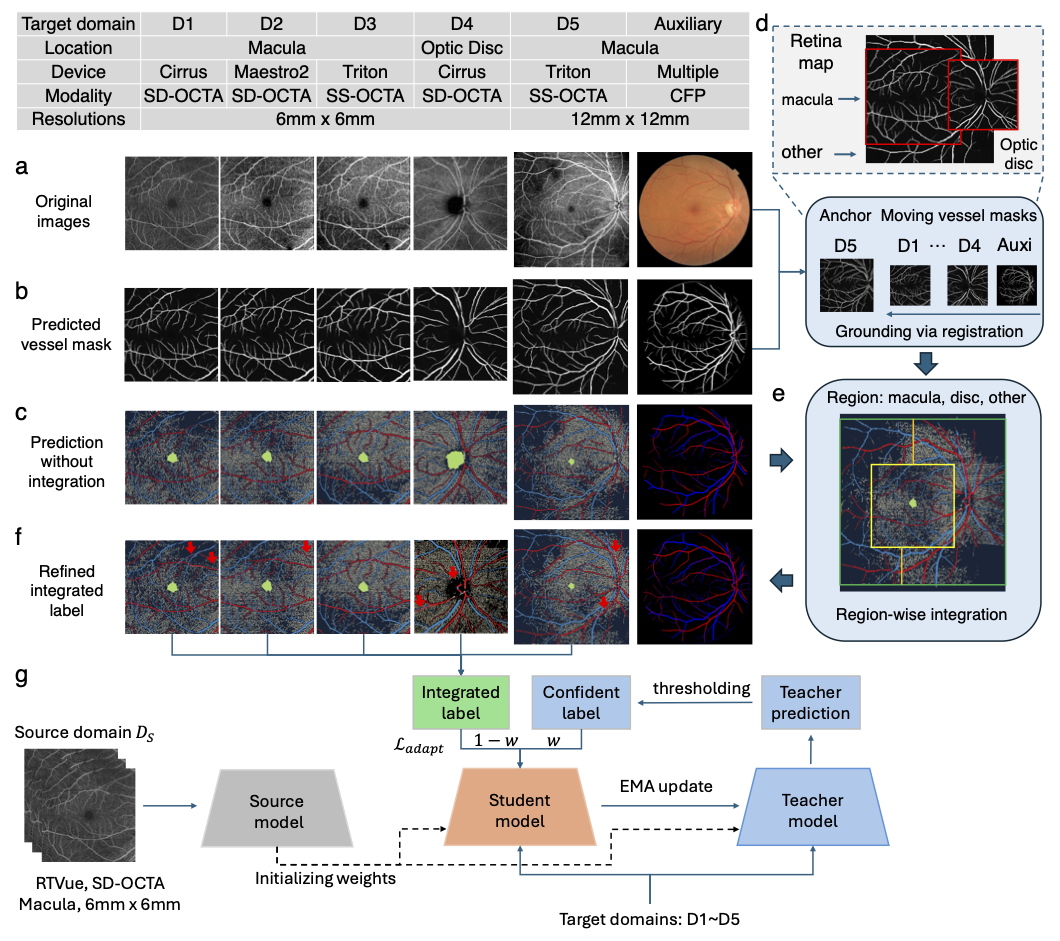 Target domain D1 D2 D3 D4 D5 Auxiliary
Location Macula Optic Disc Macula
Device Cirrus Maestro2 Triton Cirrus Triton Multiple
Modality SD-OCTA SD-OCTA SS-OCTA SD-OCTA SS-OCTA CFP
Resolutions 6mm x 6mm 12mm x 12mm
a
Original
images
b
Predicted
vessel mask
c
Prediction
without
integration
f
Refined
integrated
label
d
Retina
map
macula
other
Optic
disc
Anchor Moving vessel masks
D5 D1 ··· D4 Auxi
Grounding via registration
e
Region: macula, disc, other
Region-wise integration
g
Source domain D_S
RTVue, SD-OCTA
Macula, 6mm x 6mm
Source
model
Initializing weights
Integrated
label
Confident
label
thresholding
Teacher
prediction
ℒ_adapt 1 − w w
Student
model
EMA update
Teacher
model
Target domains: D1~D5